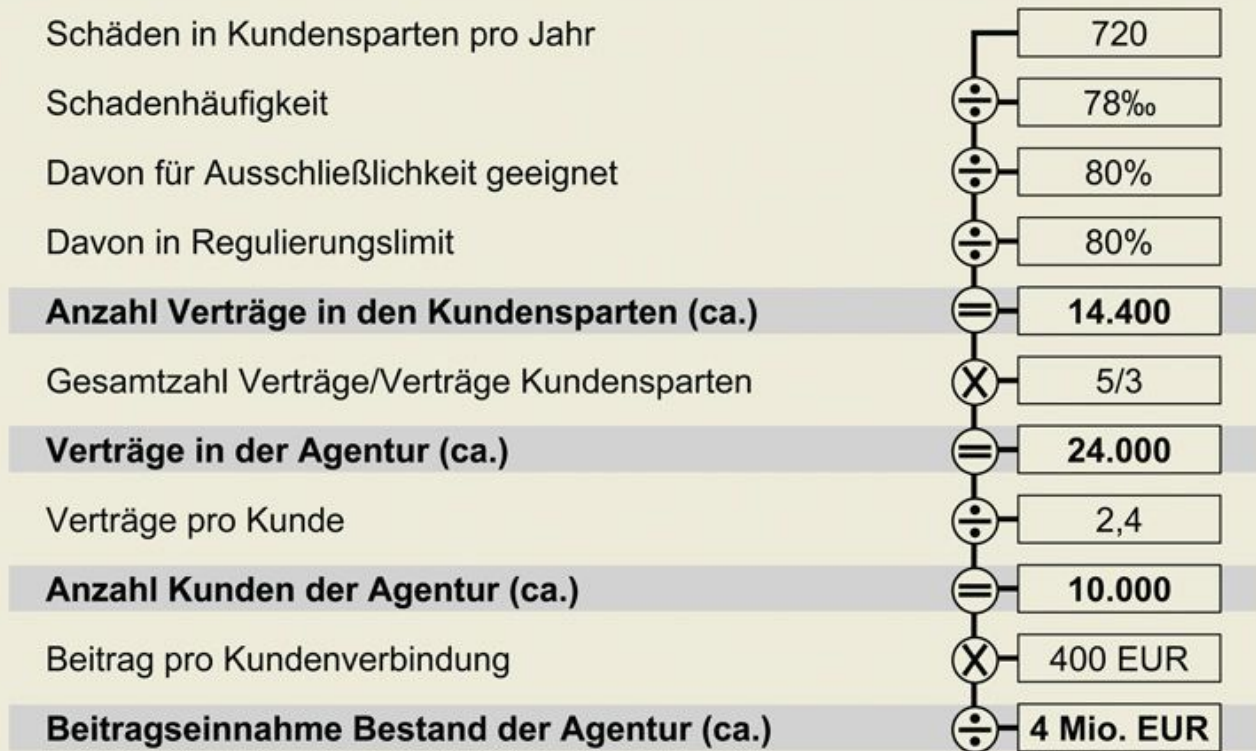 Schäden in Kundensparten pro Jahr 720
Schadenhäufigkeit ÷ 78‰
Davon für Ausschließlichkeit geeignet ÷ 80%
Davon in Regulierungslimit ÷ 80%
Anzahl Verträge in den Kundensparten (ca.) = 14.400
Gesamtzahl Verträge/Verträge Kundensparten X 5/3
Verträge in der Agentur (ca.) = 24.000
Verträge pro Kunde ÷ 2,4
Anzahl Kunden der Agentur (ca.) = 10.000
Beitrag pro Kundenverbindung X 400 EUR
Beitragseinnahme Bestand der Agentur (ca.) ÷ 4 Mio. EUR